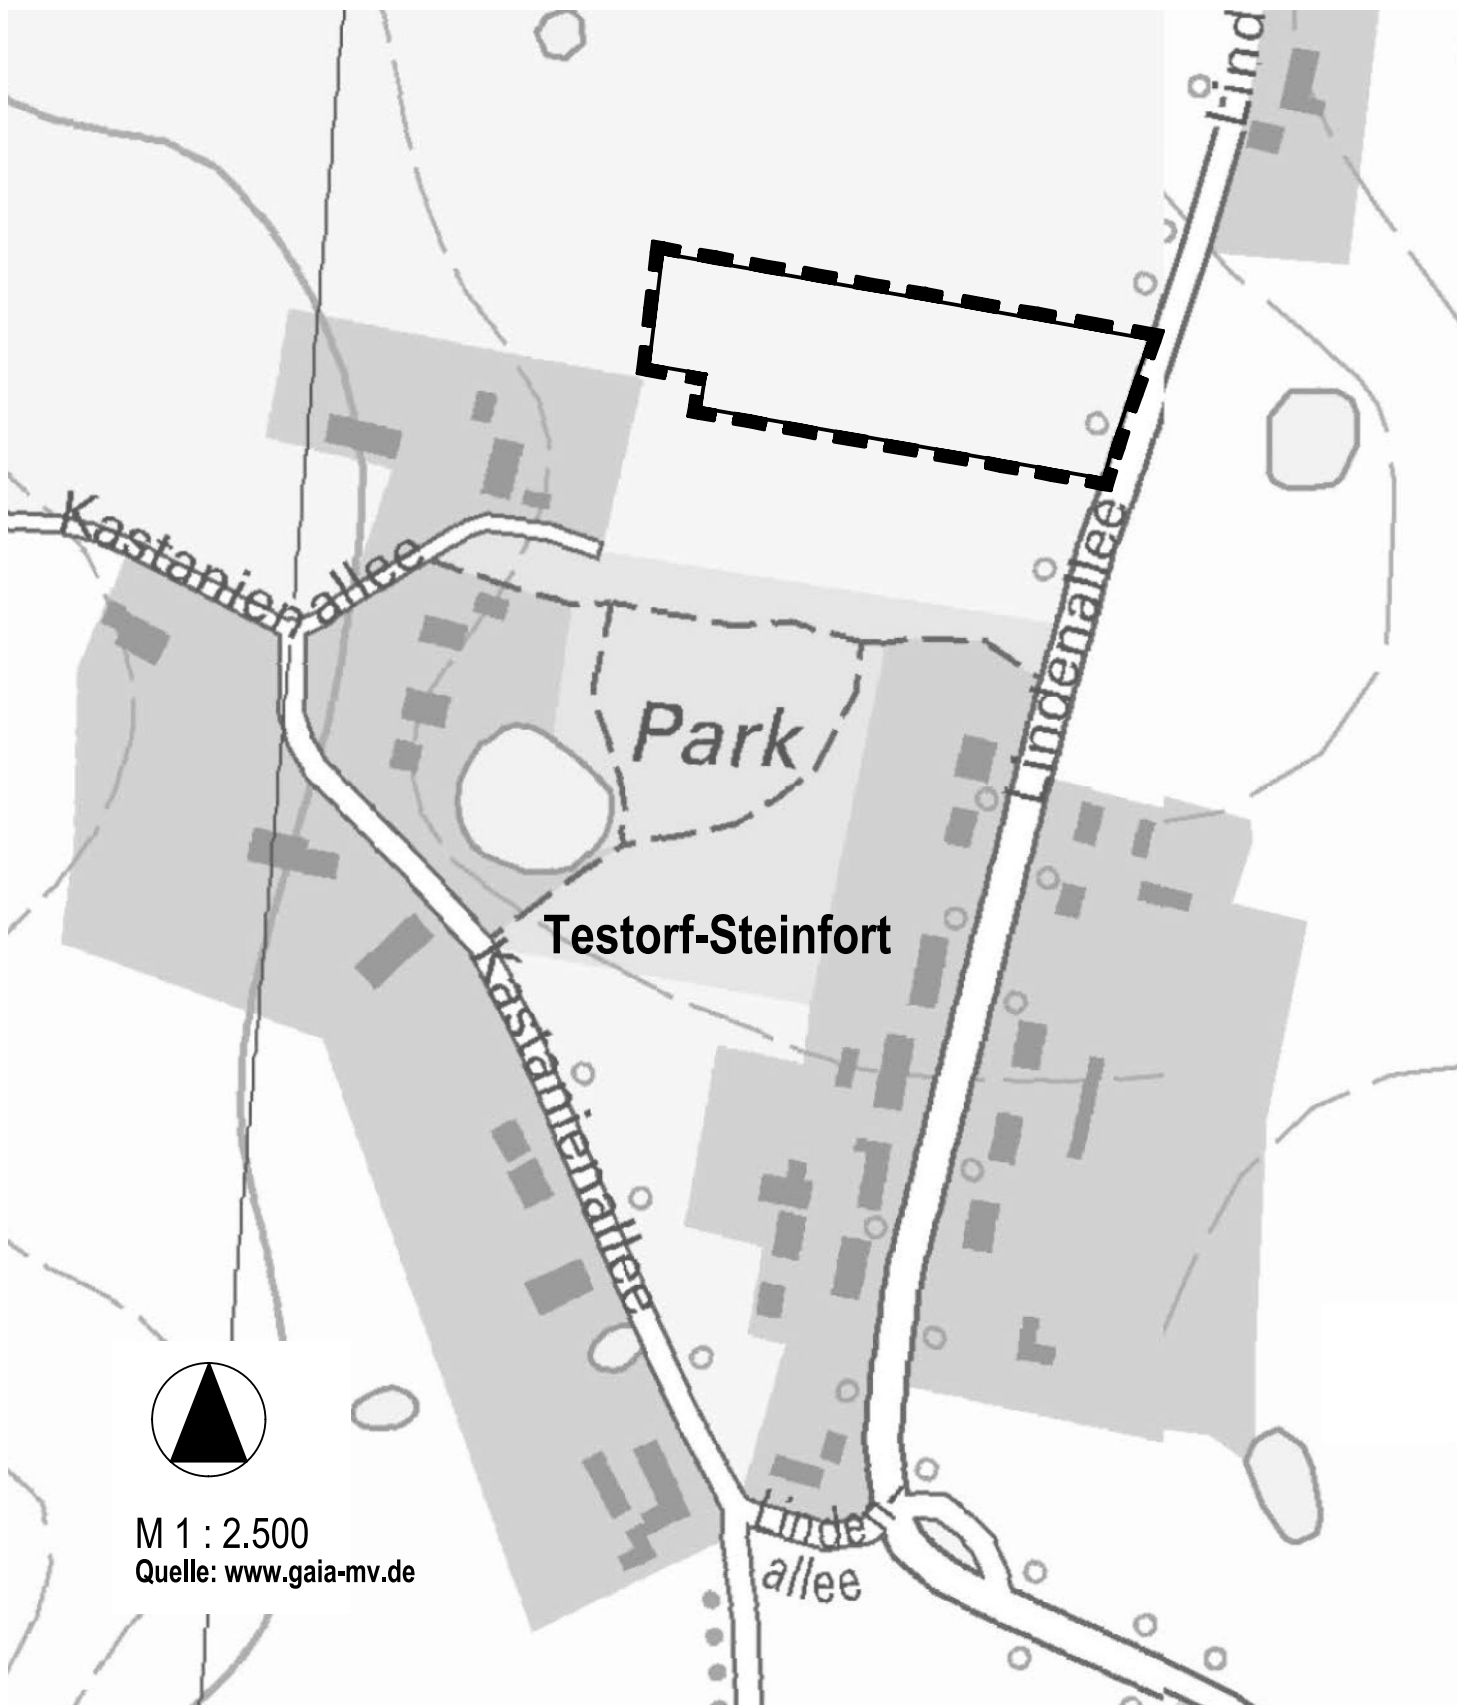 Lind
Kastanienallee
Lindenallee
Park
Testorf-Steinfort
Kastanienallee
M 1 : 2.500
Quelle: www.gaia-mv.de
Linde
allee